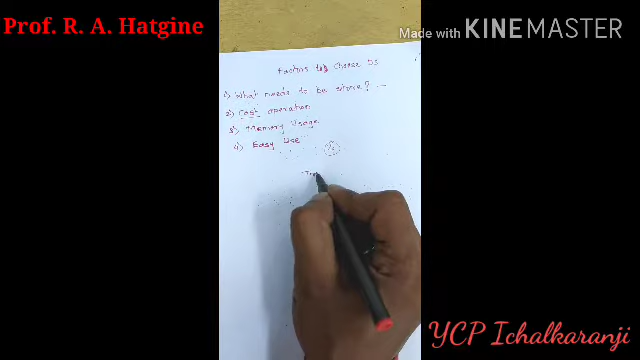 Prof. R. A. Hatgine
Made with KINEMASTER
Factors to Choose DS
1) What needs to be store? -
2) Cost operation
3) Memory Usage
4) Easy Use
YCP Ichalkaranji